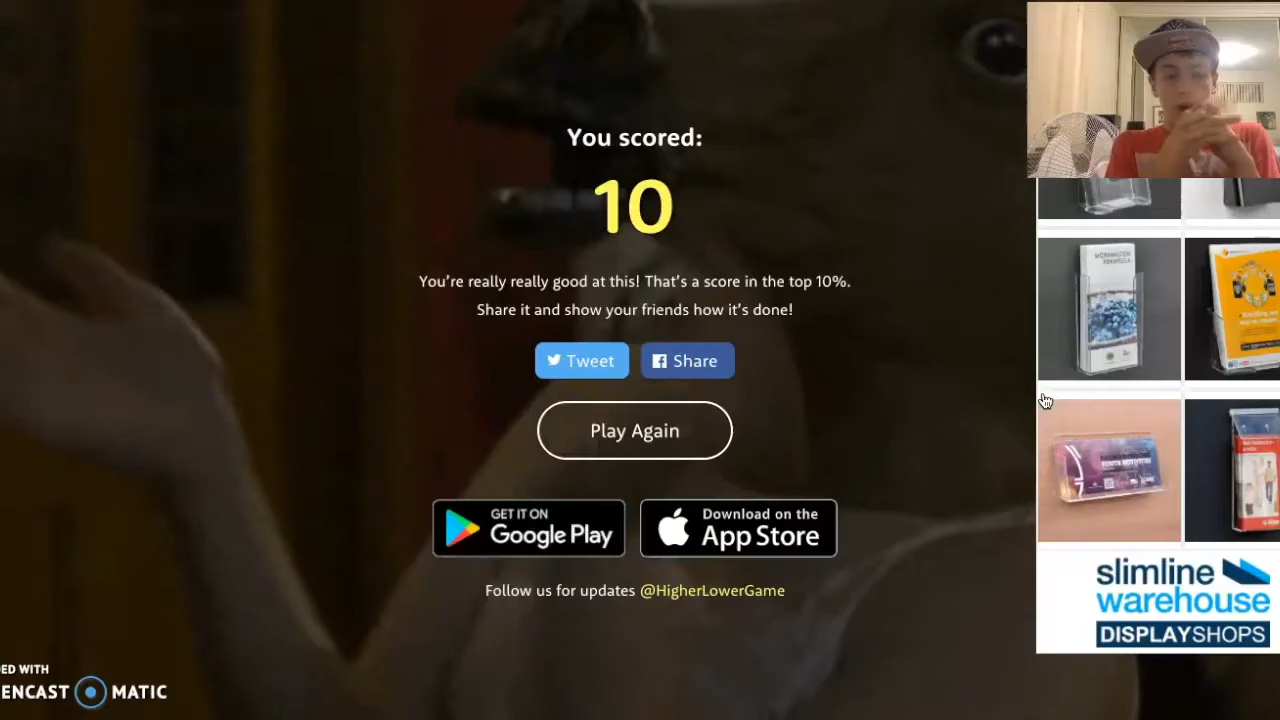 You scored:
10
You're really really good at this! That's a score in the top 10%.
Share it and show your friends how it's done!
Tweet
Share
Play Again
GET IT ON
Google Play
Download on the
App Store
Follow us for updates @HigherLowerGame
MORNINGTON
PENINSULA
slimline
warehouse
DISPLAYSHOPS
ED WITH
ENCAST MATIC